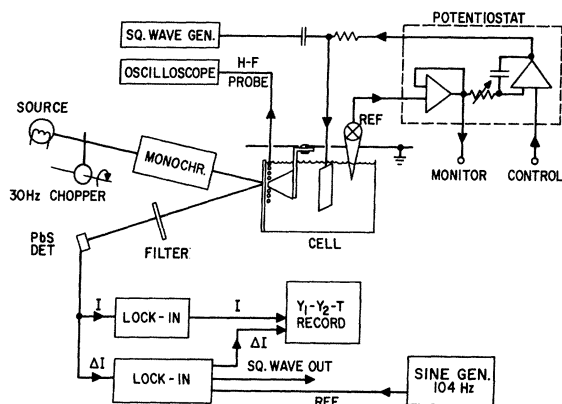 POTENTIOSTAT
SQ. WAVE GEN.
OSCILLOSCOPE
H-F
PROBE
REF
SOURCE
MONOCHR.
MONITOR
CONTROL
30Hz CHOPPER
PbS
DET
FILTER
CELL
I
LOCK-IN
I
Y₁-Y₂-T
RECORD
ΔI
ΔI
LOCK-IN
SQ. WAVE OUT
REF
SINE GEN.
104 Hz